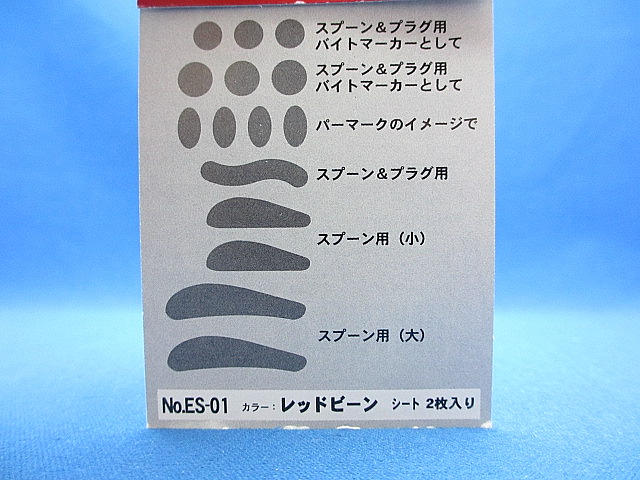 スプーン＆プラグ用
バイトマーカーとして
スプーン＆プラグ用
バイトマーカーとして
パーマークのイメージで
スプーン＆プラグ用
スプーン用（小）
スプーン用（大）
No.ES-01 カラー：レッドビーン シート 2枚入り